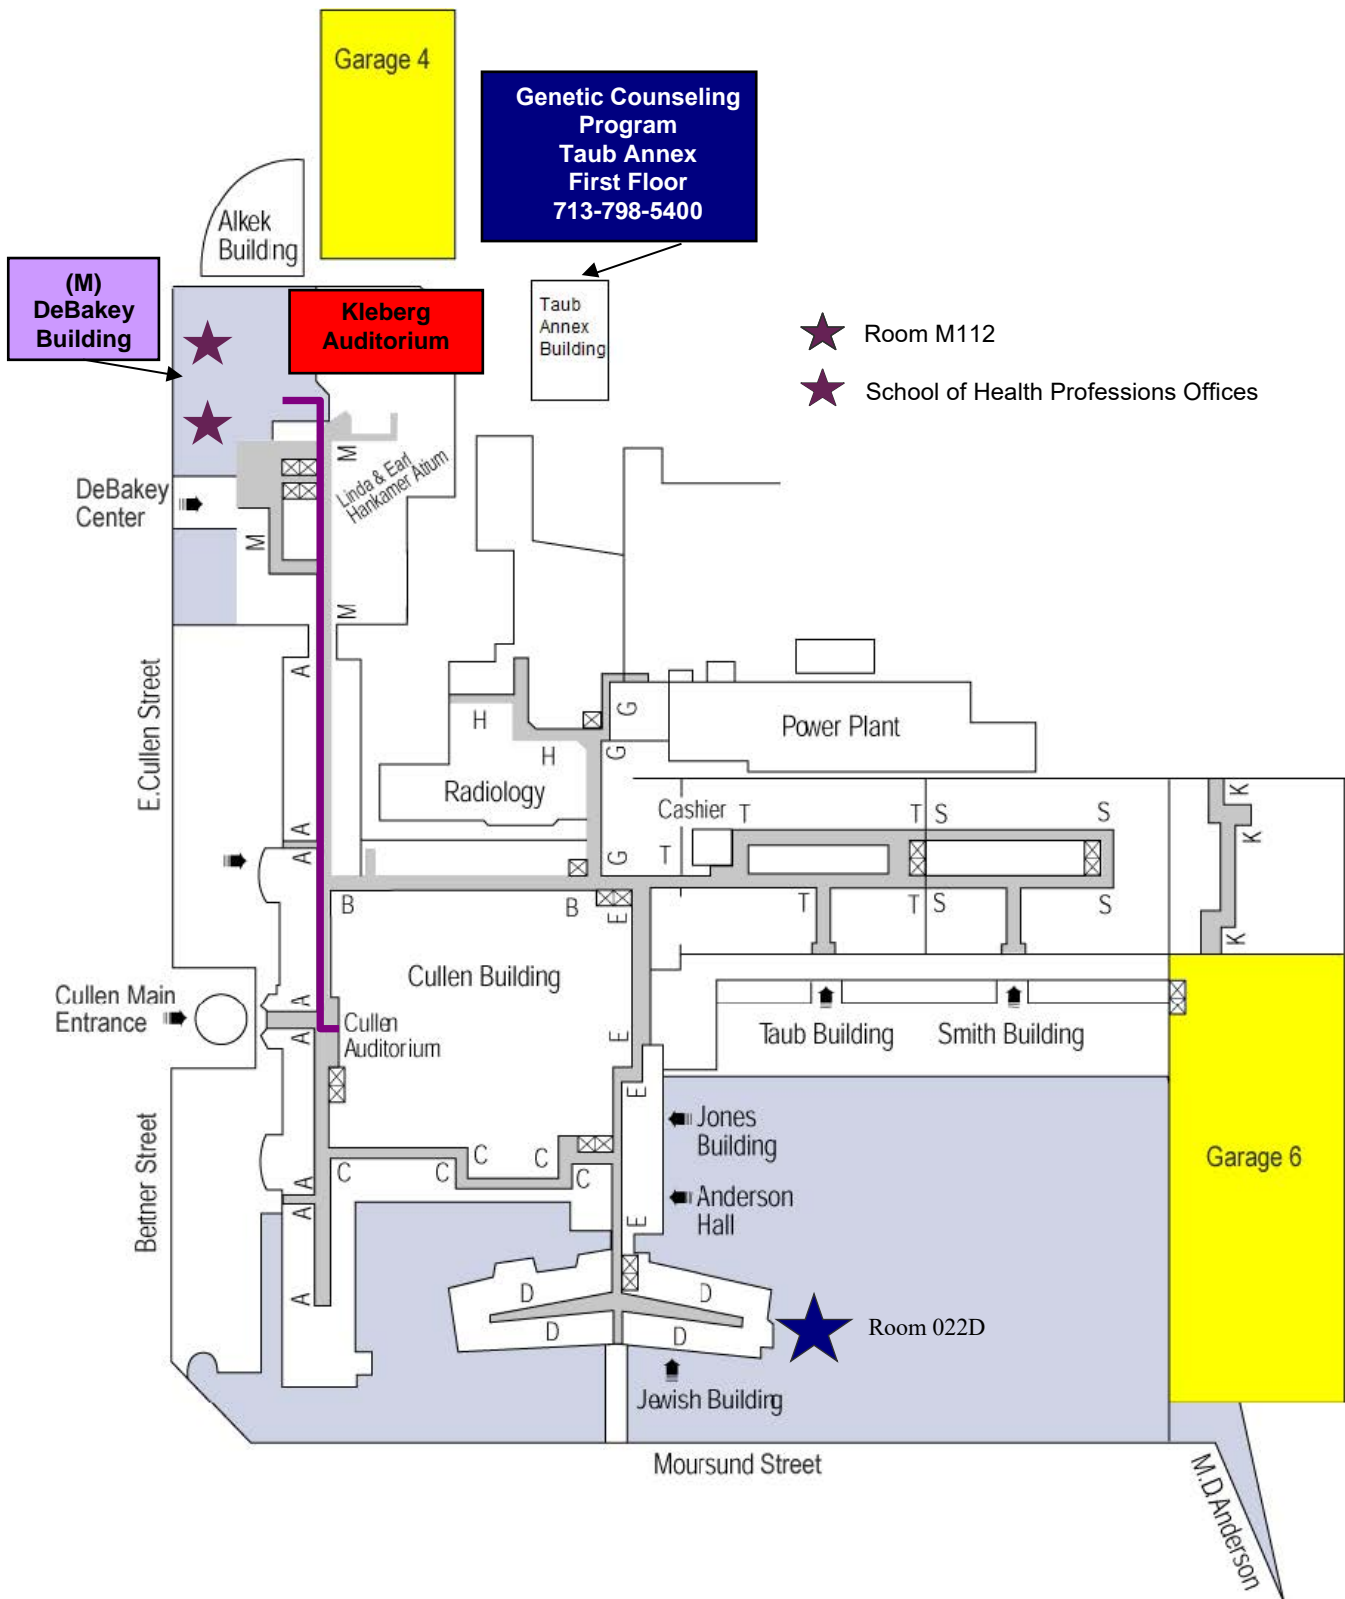 Garage 4
Genetic Counseling
Program
Taub Annex
First Floor
713-798-5400
Alkek
Building
(M)
DeBakey
Building
Kleberg
Auditorium
Taub
Annex
Building
Room M112
School of Health Professions Offices
M
Linda & Earl
Hankamer Atium
DeBakey
Center
M
M
E.Cullen Street
A
H
H
G
G
Power Plant
Radiology
Cashier
T
T
S
S
K
K
A
A
G
T
B
B
E
T
T
S
S
K
Cullen Building
Cullen Main
Entrance
A
A
Cullen
Auditorium
E
Taub Building
Smith Building
E
Jones
Building
Bertner Street
C
C
C
C
C
Garage 6
A
A
Anderson
Hall
E
A
D
D
D
D
Room 022D
Jewish Building
Moursund Street
M.D.Anderson